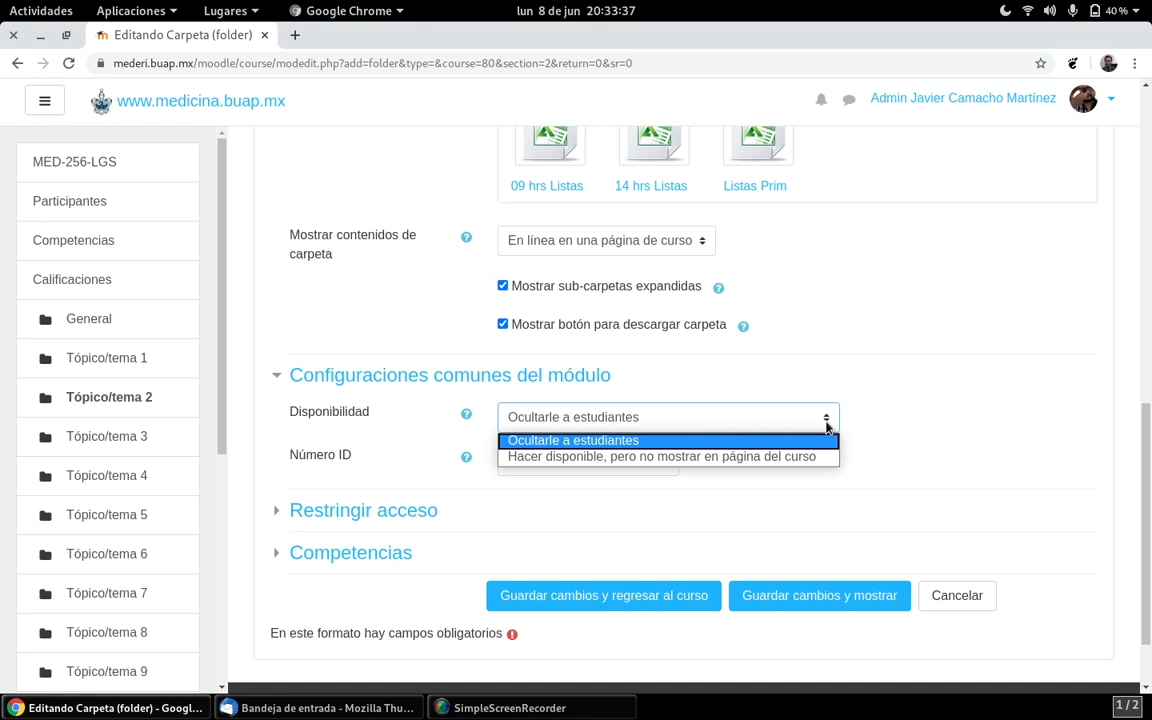 Actividades Aplicaciones Lugares Google Chrome lun 8 de jun 20:33:37 40 %
Editando Carpeta (folder)
mederi.buap.mx/moodle/course/modedit.php?add=folder&type=&course=80&section=2&return=0&sr=0
www.medicina.buap.mx Admin Javier Camacho Martínez
MED-256-LGS
Participantes
Competencias
Calificaciones
General
Tópico/tema 1
Tópico/tema 2
Tópico/tema 3
Tópico/tema 4
Tópico/tema 5
Tópico/tema 6
Tópico/tema 7
Tópico/tema 8
Tópico/tema 9
09 hrs Listas 14 hrs Listas Listas Prim
Mostrar contenidos de
carpeta
En línea en una página de curso
Mostrar sub-carpetas expandidas
Mostrar botón para descargar carpeta
Configuraciones comunes del módulo
Disponibilidad
Ocultarle a estudiantes
Ocultarle a estudiantes
Hacer disponible, pero no mostrar en página del curso
Número ID
Restringir acceso
Competencias
Guardar cambios y regresar al curso Guardar cambios y mostrar Cancelar
En este formato hay campos obligatorios
Editando Carpeta (folder) - Googl... Bandeja de entrada - Mozilla Thu... SimpleScreenRecorder 1 / 2